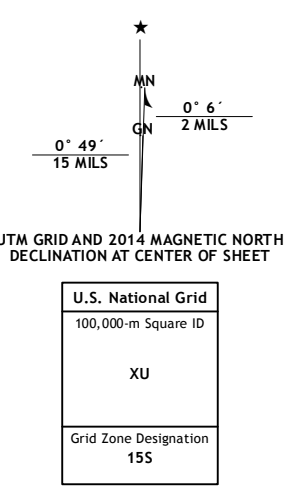 ★
MN
0° 6´
GN
2 MILS
0° 49´
15 MILS
UTM GRID AND 2014 MAGNETIC NORTH
DECLINATION AT CENTER OF SHEET
U.S. National Grid
100,000-m Square ID
XU
Grid Zone Designation
15S